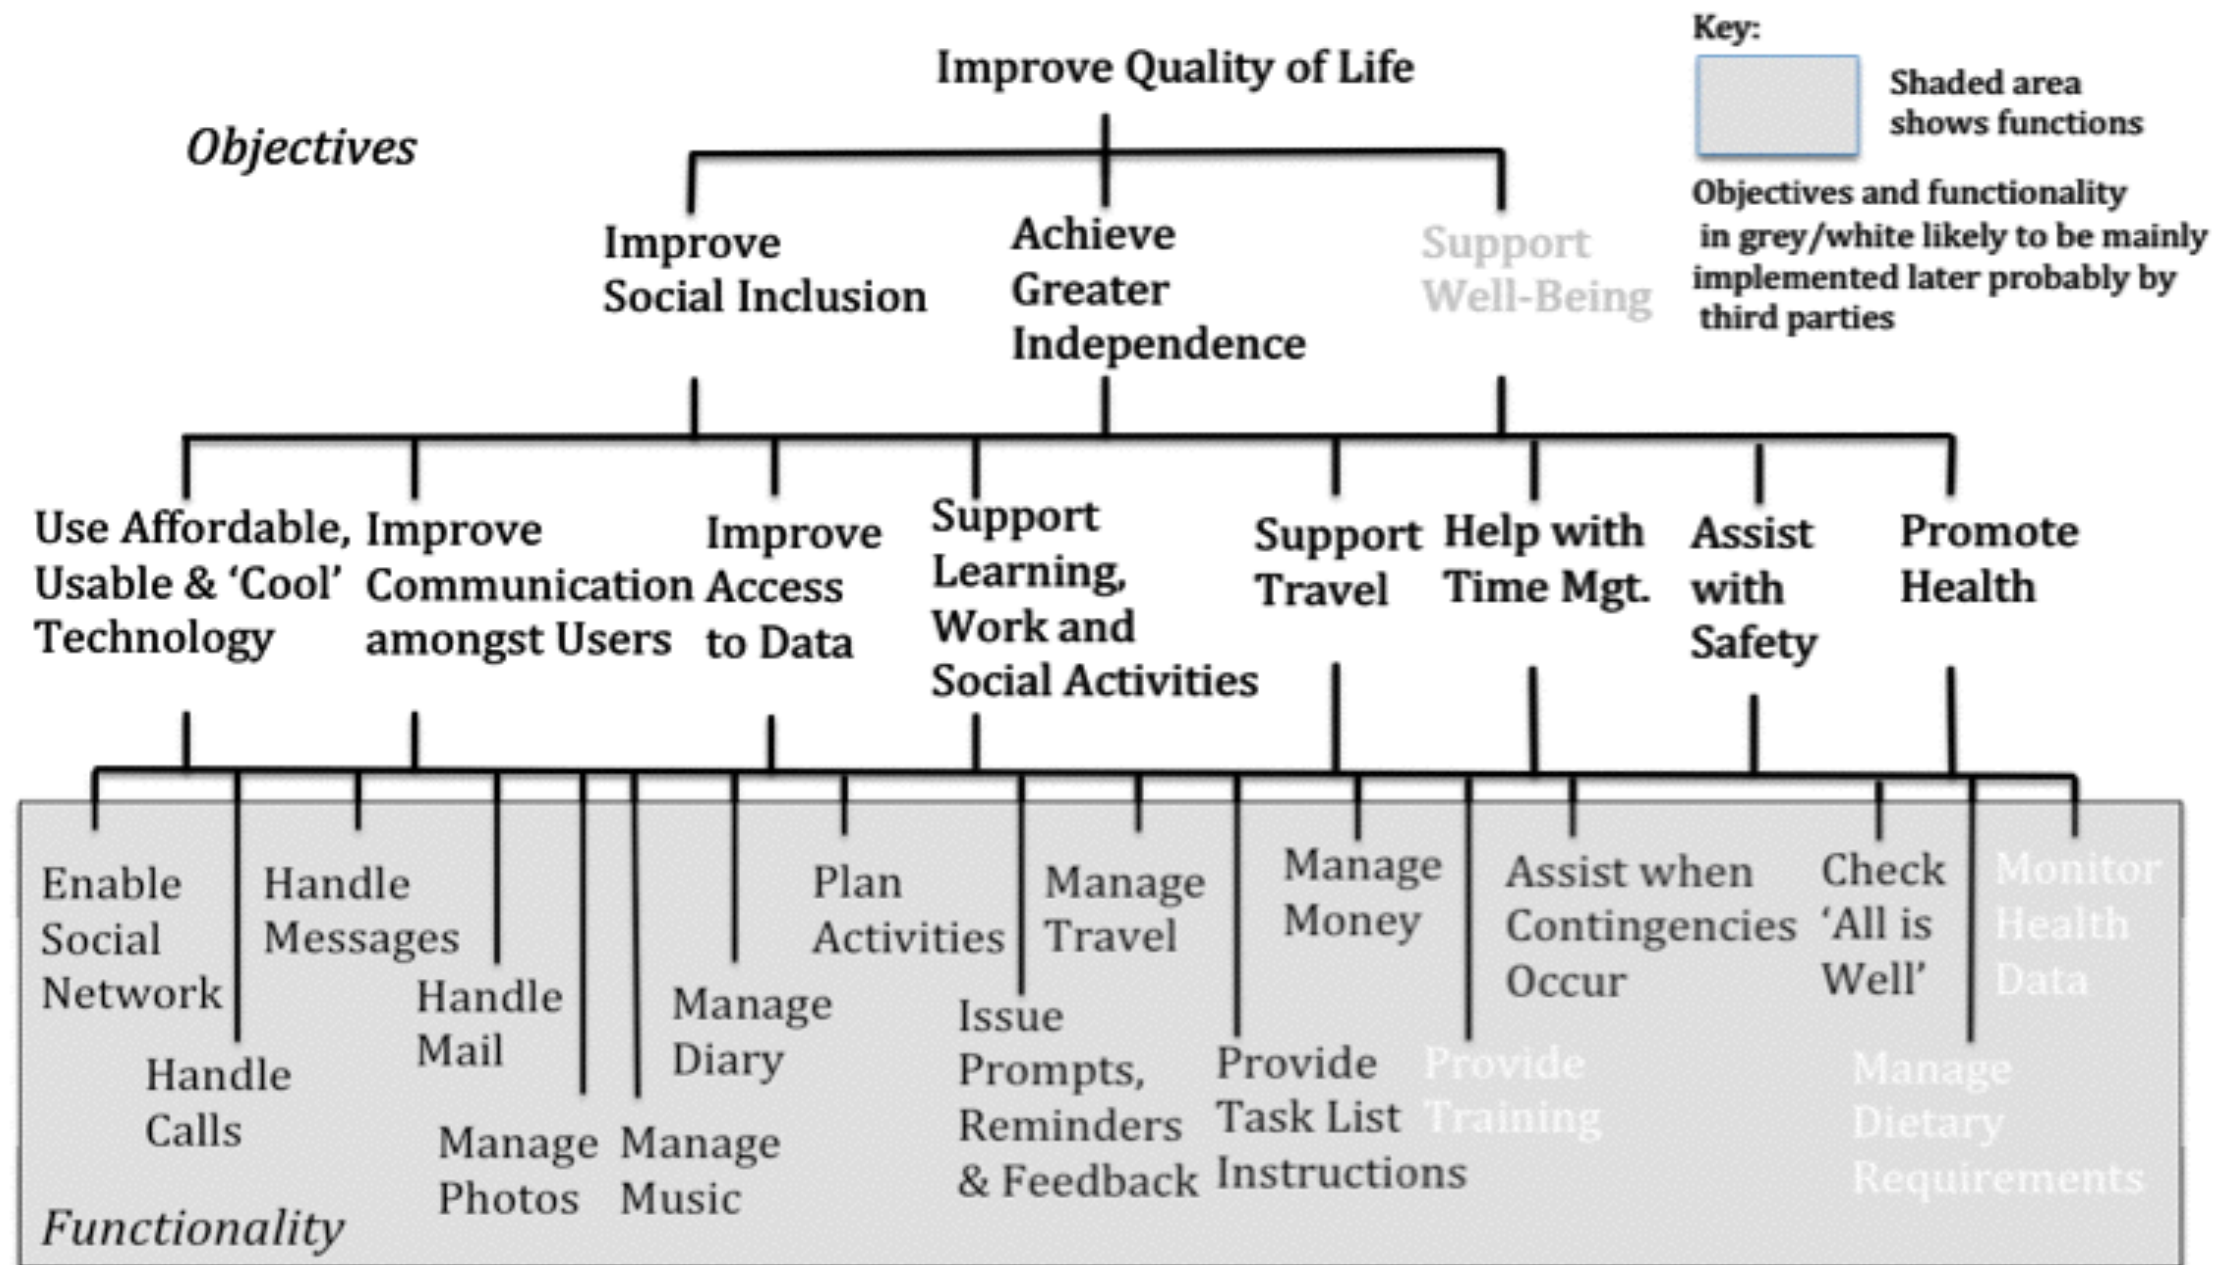 Improve Quality of Life
Key:
Shaded area
shows functions
Objectives and functionality
in grey/white likely to be mainly
implemented later probably by
third parties
Objectives
Improve
Social Inclusion
Achieve
Greater
Independence
Support
Well-Being
Use Affordable,
Usable & ‘Cool’
Technology
Improve
Communication
amongst Users
Improve
Access
to Data
Support
Learning,
Work and
Social Activities
Support
Travel
Help with
Time Mgt.
Assist
with
Safety
Promote
Health
Enable
Social
Network
Handle
Calls
Handle
Messages
Handle
Mail
Manage
Photos
Manage
Music
Manage
Diary
Plan
Activities
Issue
Prompts,
Reminders
& Feedback
Manage
Travel
Provide
Task List
Instructions
Manage
Money
Provide
Training
Assist when
Contingencies
Occur
Check
‘All is
Well’
Manage
Dietary
Requirements
Monitor
Health
Data
Functionality